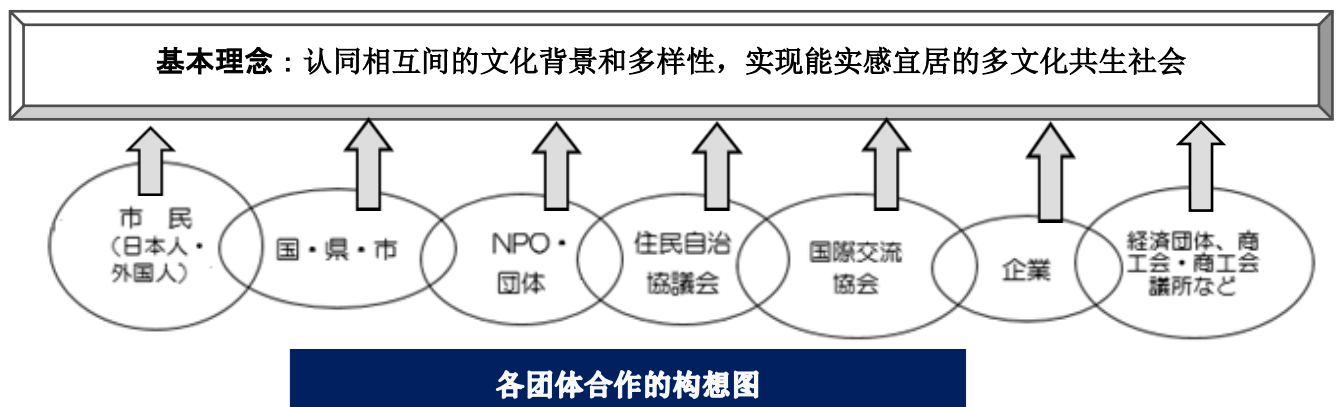 基本理念：认同相互间的文化背景和多样性，实现能实感宜居的多文化共生社会
市　民
（日本人・
外国人）
国・県・市
NPO・
団体
住民自治
協議会
国際交流
協会
企業
経済団体、商
工会・商工会
議所など
各团体合作的构想图